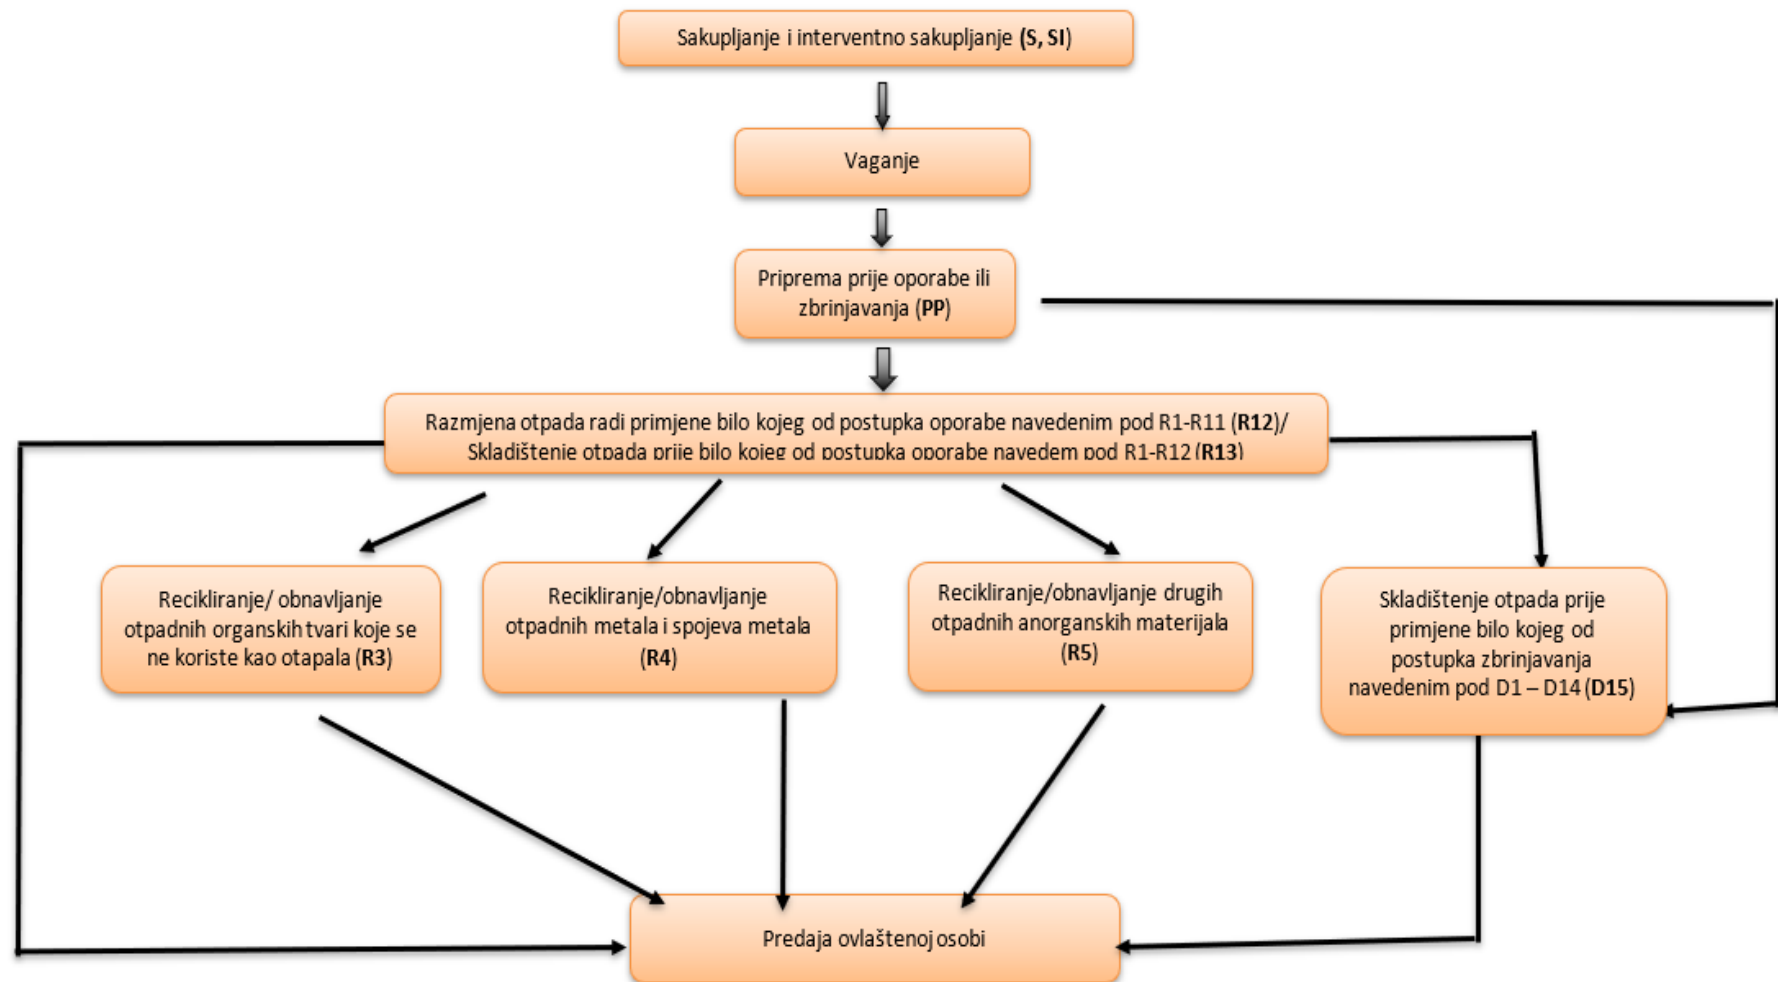 Sakupljanje i interventno sakupljanje (S, SI)
Vaganje
Priprema prije oporabe ili
zbrinjavanja (PP)
Razmjena otpada radi primjene bilo kojeg od postupka oporabe navedenim pod R1-R11 (R12)/
Skladištenje otpada prije bilo kojeg od postupka oporabe navedem pod R1-R12 (R13)
Recikliranje/ obnavljanje
otpadnih organskih tvari koje se
ne koriste kao otapala (R3)
Recikliranje/obnavljanje
otpadnih metala i spojeva metala
(R4)
Recikliranje/obnavljanje drugih
otpadnih anorganskih materijala
(R5)
Skladištenje otpada prije
primjene bilo kojeg od
postupka zbrinjavanja
navedenim pod D1 – D14 (D15)
Predaja ovlaštenoj osobi